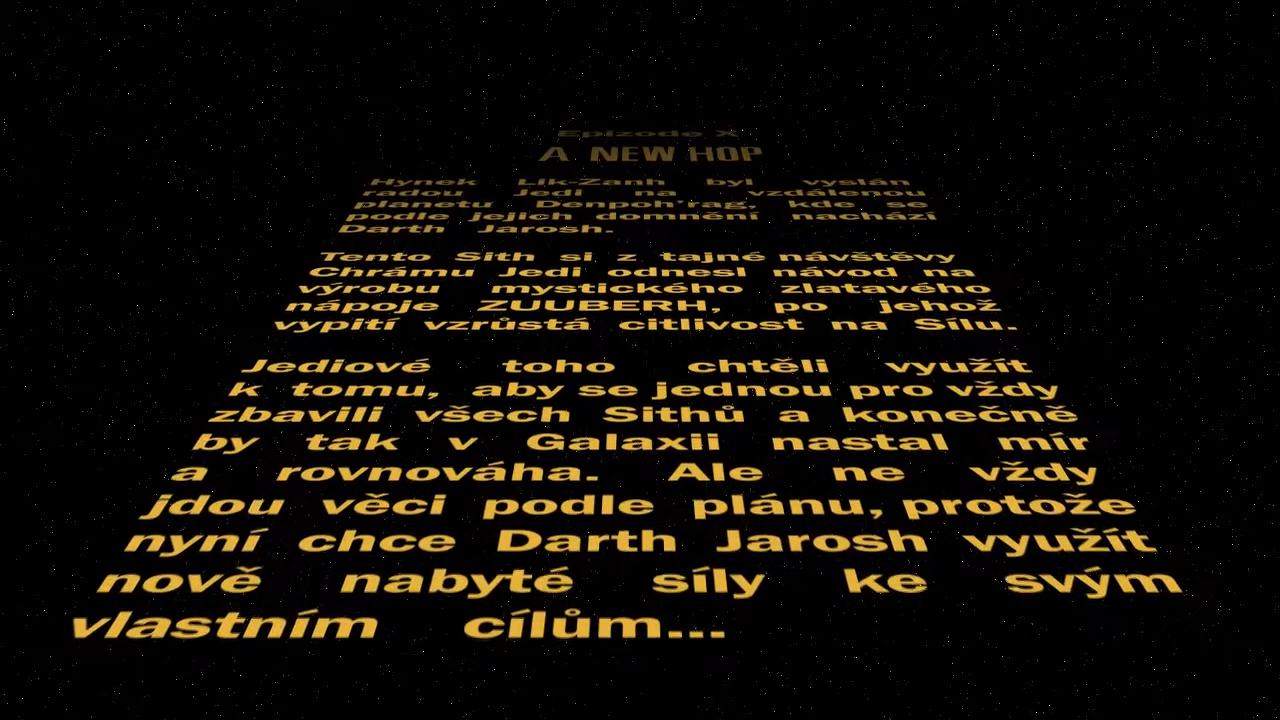 Epizode X
A NEW HOP
Hynek Lik-Zanh byl vyslán
radou Jedi na vzdálenou
planetu Denpoh'rag, kde se
podle jejich domnění nachází
Darth Jarosh.
Tento Sith si z tajné návštěvy
Chrámu Jedi odnesl návod na
výrobu mystického zlatavého
nápoje ZUUBERH, po jehož
vypití vzrůstá citlivost na Sílu.
Jediové toho chtěli využít
k tomu, aby se jednou pro vždy
zbavili všech Sithů a konečně
by tak v Galaxii nastal mír
a rovnováha. Ale ne vždy
jdou věci podle plánu, protože
nyní chce Darth Jarosh využít
nově nabyté síly ke svým
vlastním cílům...